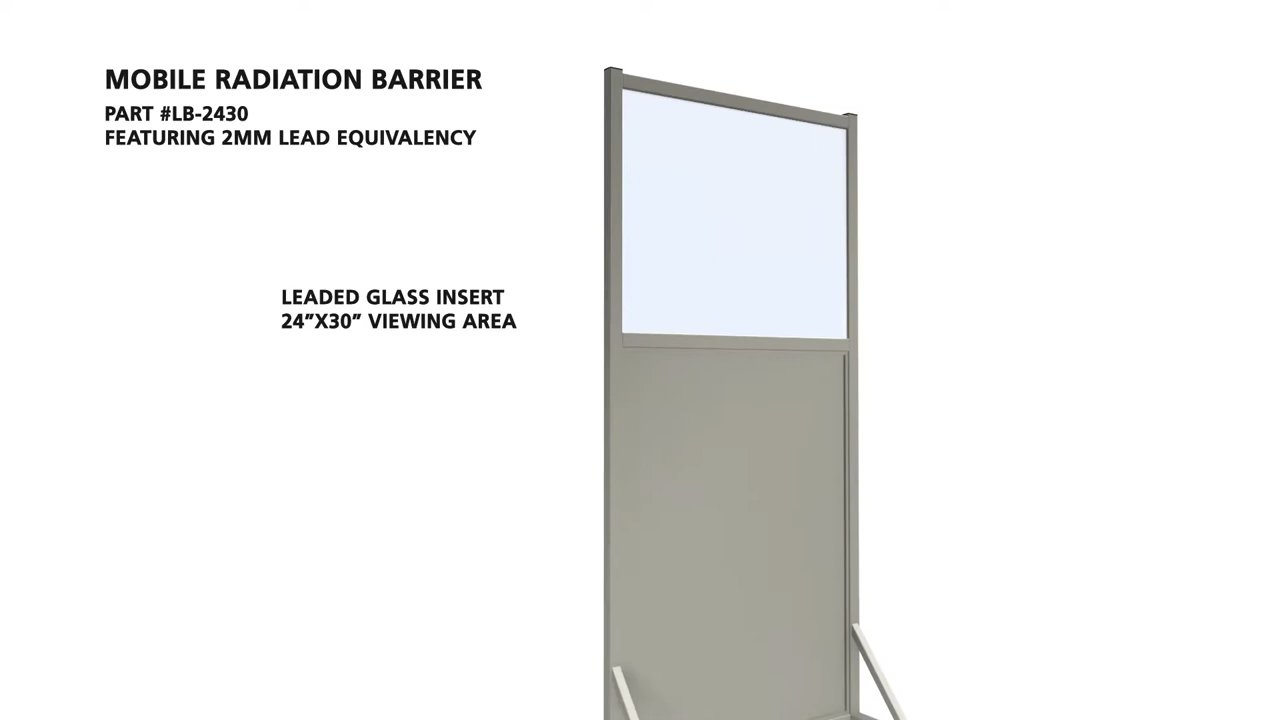 MOBILE RADIATION BARRIER
PART #LB-2430
FEATURING 2MM LEAD EQUIVALENCY
LEADED GLASS INSERT
24”X30” VIEWING AREA